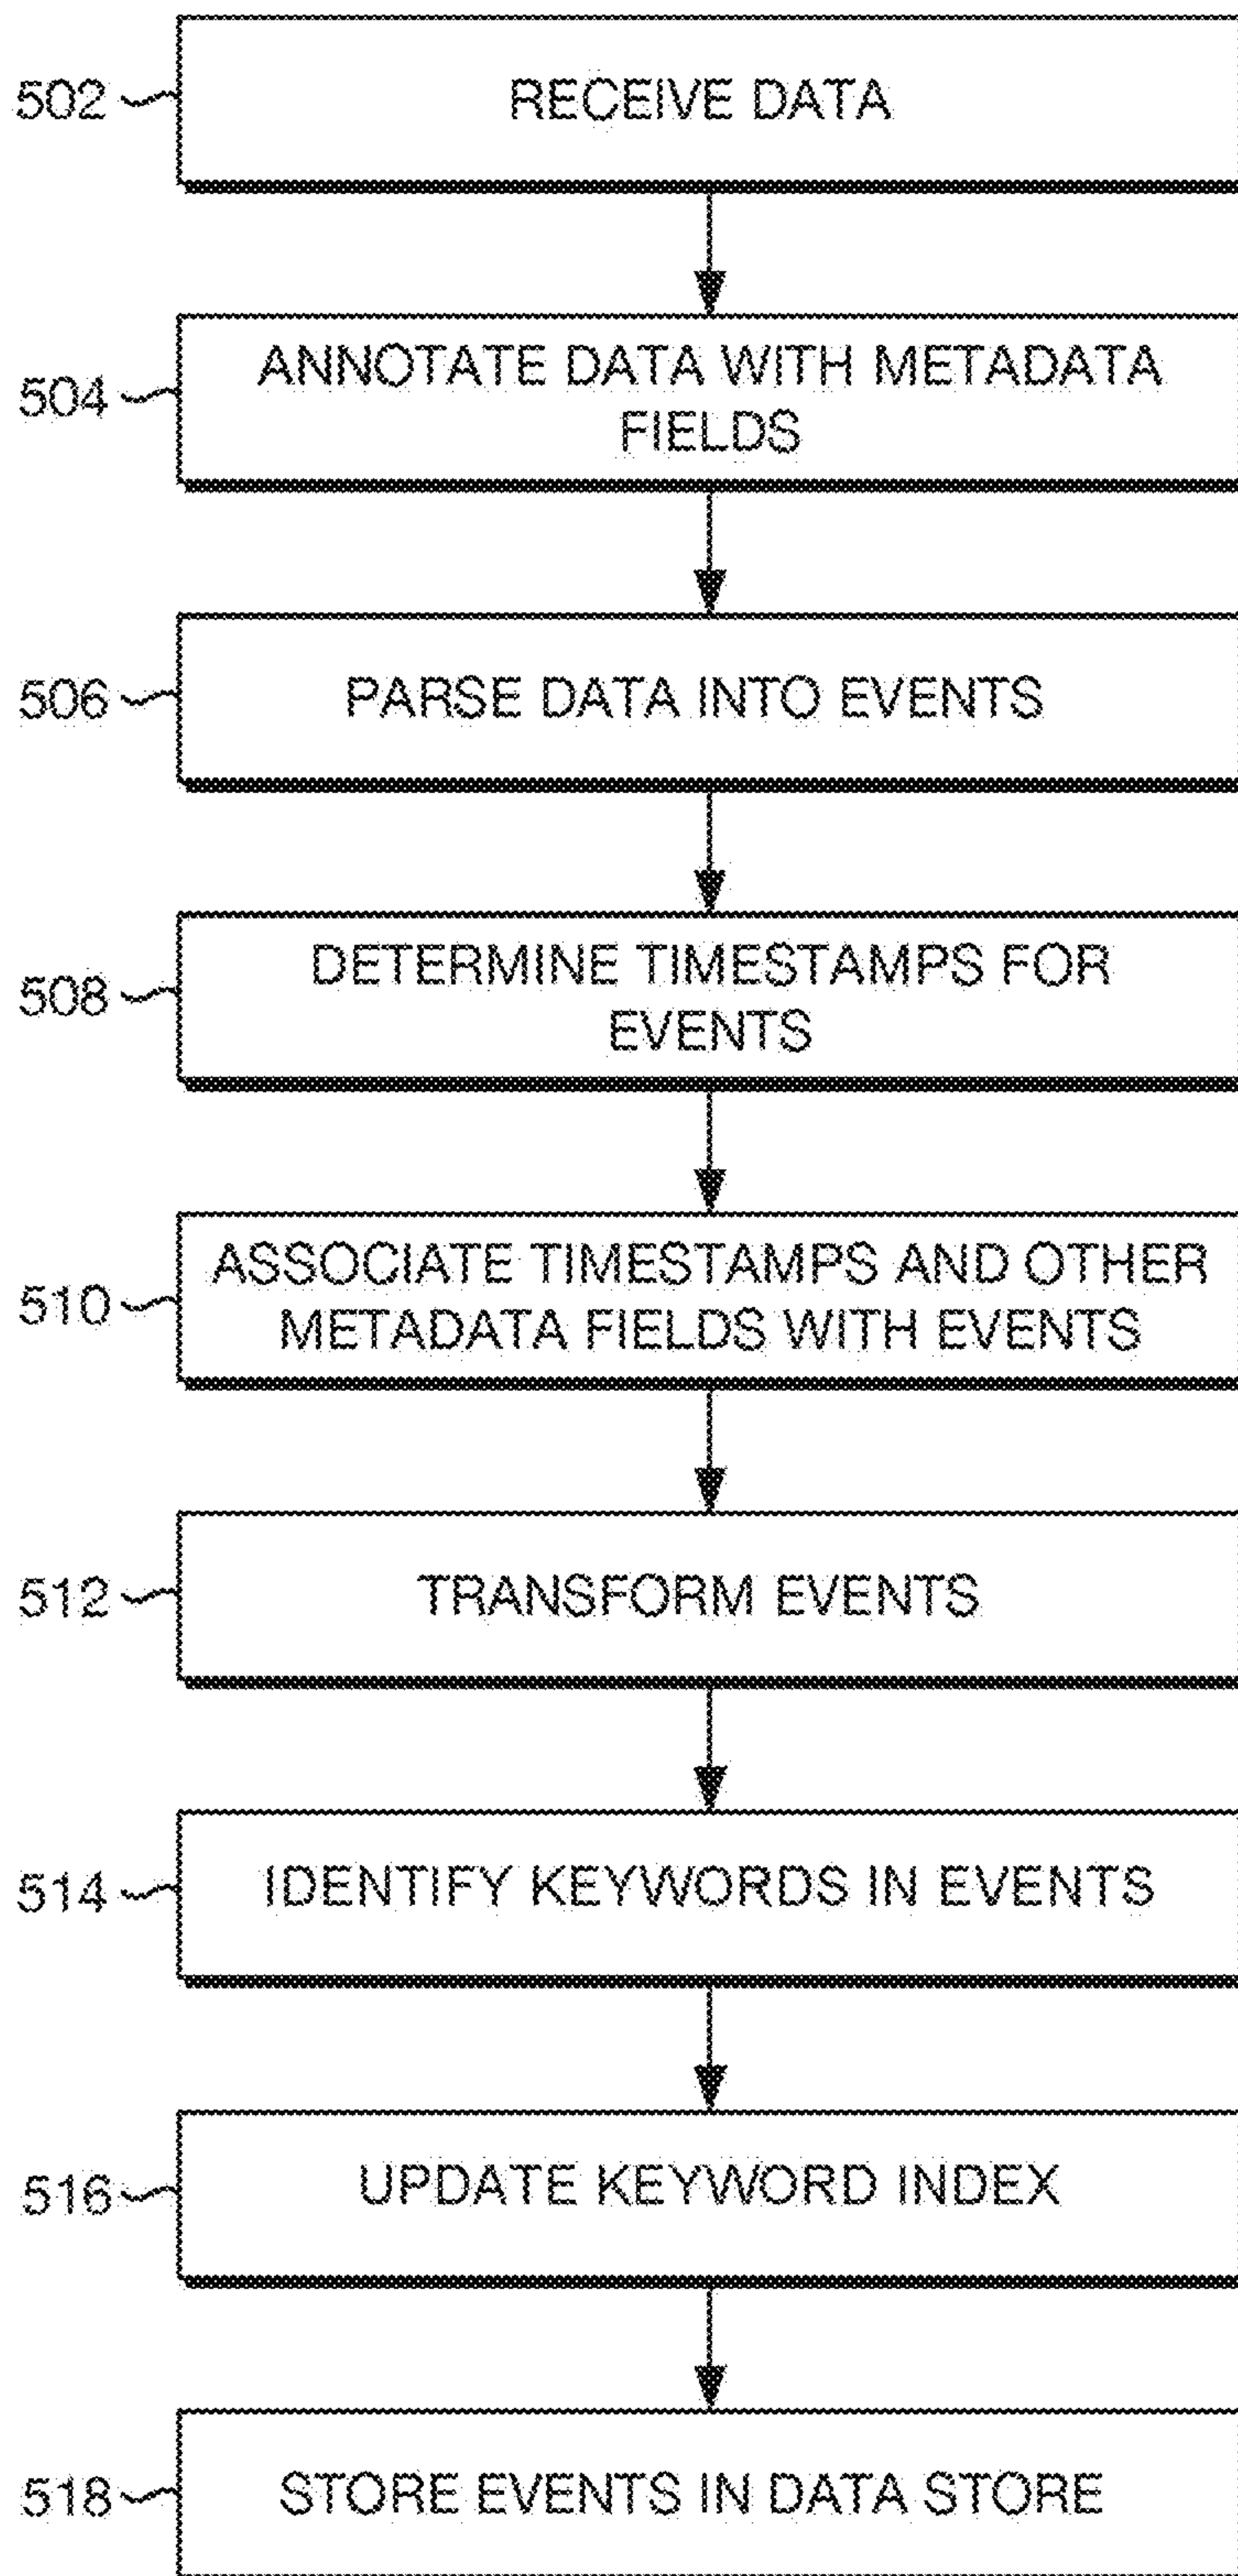 502
RECEIVE DATA
504
ANNOTATE DATA WITH METADATA
FIELDS
506
PARSE DATA INTO EVENTS
508
DETERMINE TIMESTAMPS FOR
EVENTS
510
ASSOCIATE TIMESTAMPS AND OTHER
METADATA FIELDS WITH EVENTS
512
TRANSFORM EVENTS
514
IDENTIFY KEYWORDS IN EVENTS
516
UPDATE KEYWORD INDEX
518
STORE EVENTS IN DATA STORE